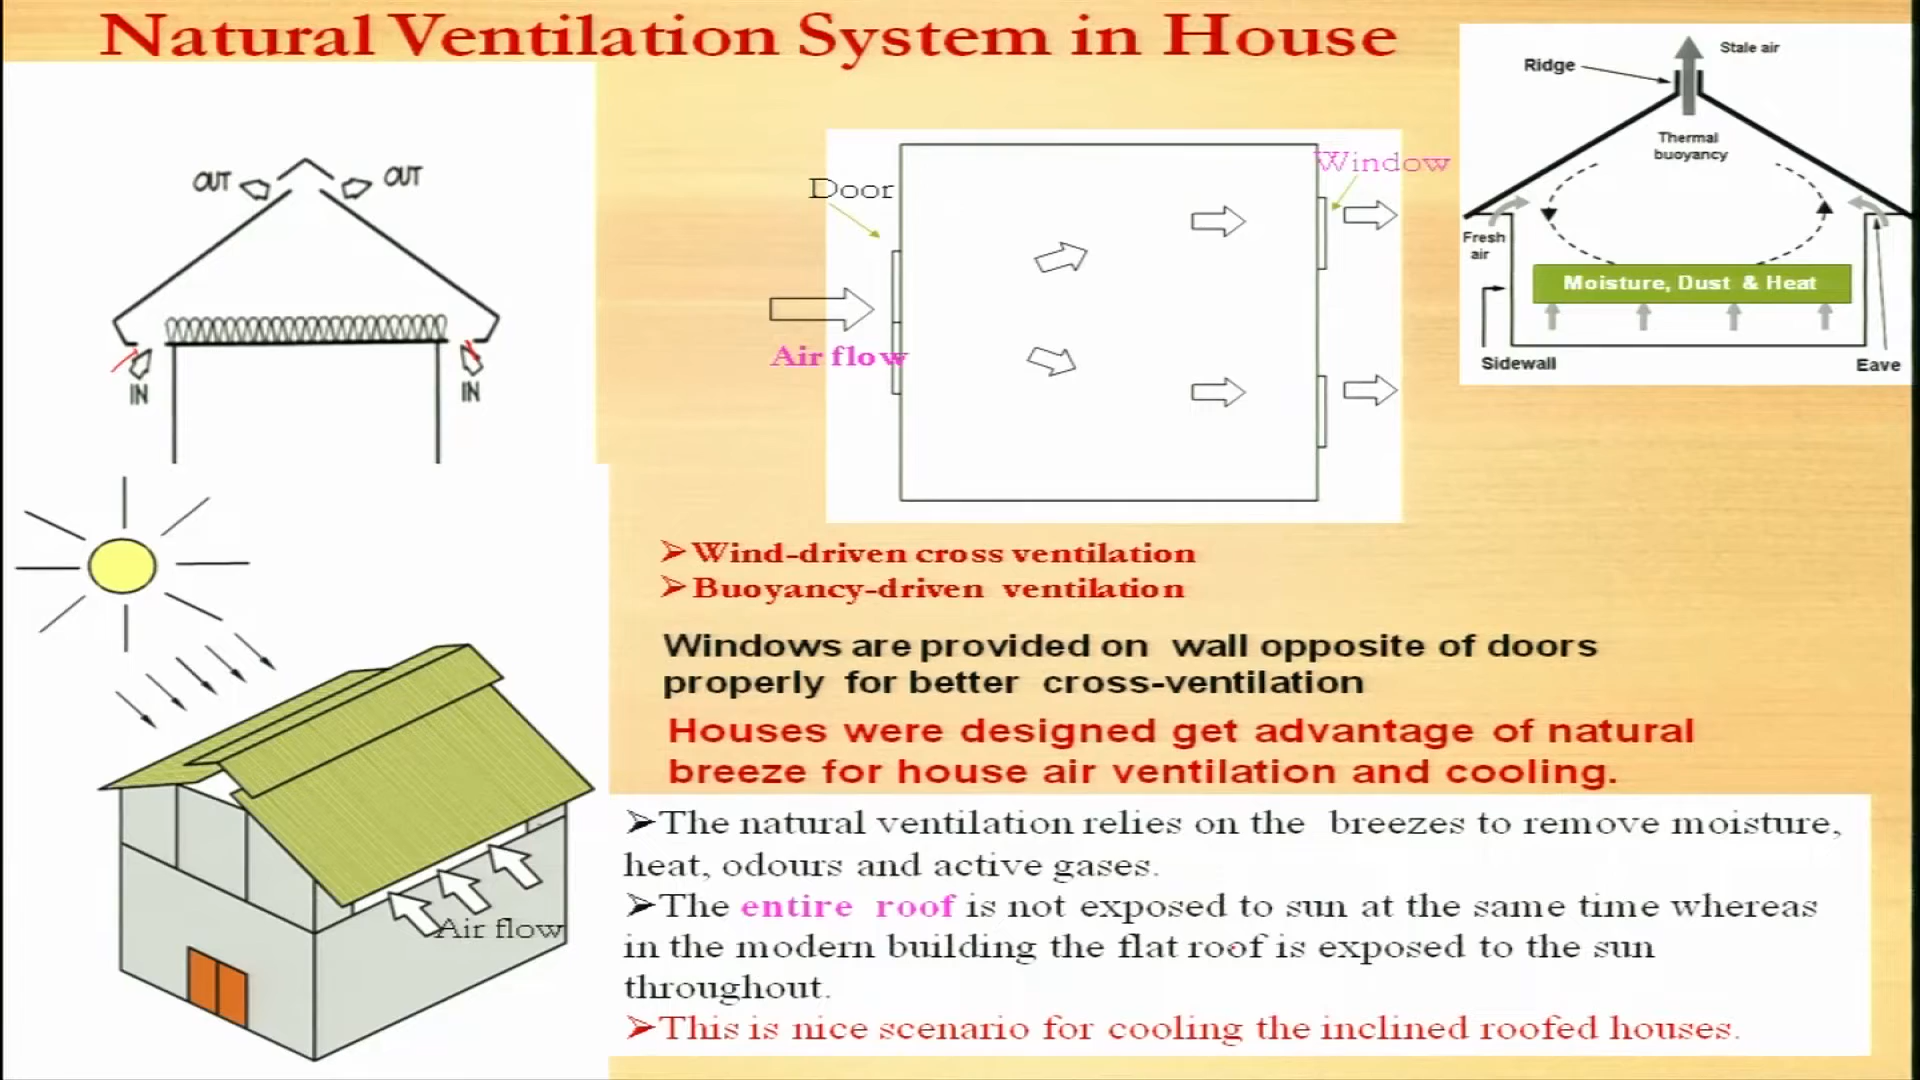 Natural Ventilation System in House
OUT
OUT
IN
IN
Door
Window
Air flow
Stale air
Ridge
Thermal
buoyancy
Fresh
air
Moisture, Dust & Heat
Sidewall
Eave
➢Wind-driven cross ventilation
➢Buoyancy-driven ventilation
Windows are provided on wall opposite of doors
properly for better cross-ventilation
Houses were designed get advantage of natural
breeze for house air ventilation and cooling.
Air flow
➢The natural ventilation relies on the breezes to remove moisture,
heat, odours and active gases.
➢The entire roof is not exposed to sun at the same time whereas
in the modern building the flat roof is exposed to the sun
throughout.
➢This is nice scenario for cooling the inclined roofed houses.